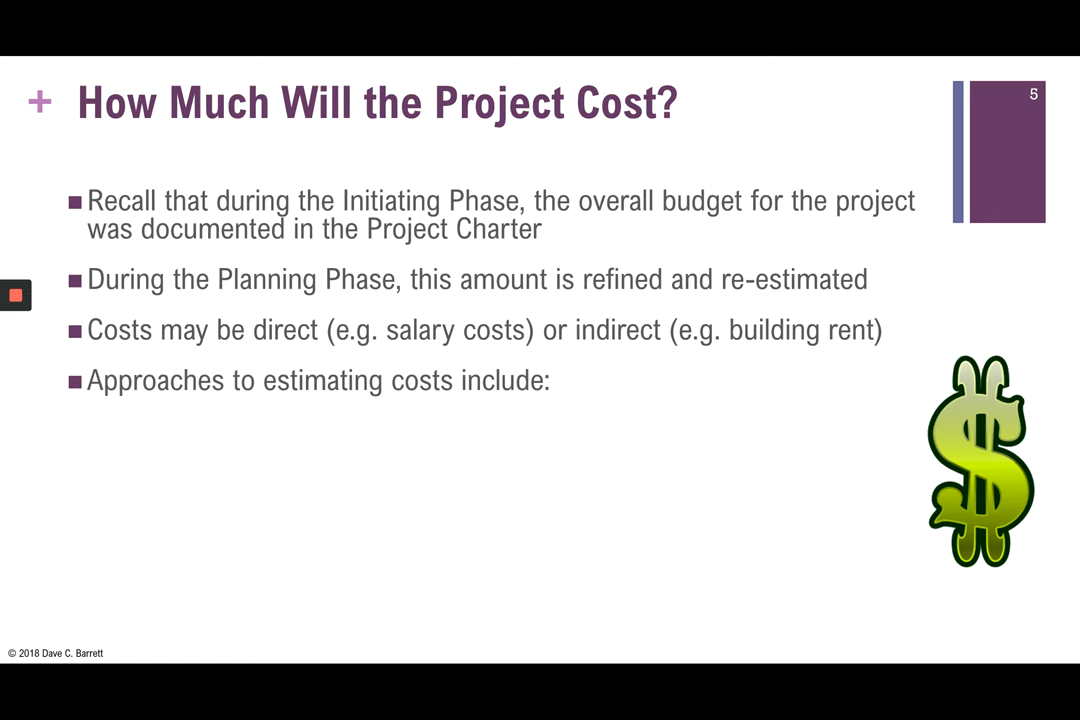 + How Much Will the Project Cost?
5
■ Recall that during the Initiating Phase, the overall budget for the project
was documented in the Project Charter
■ During the Planning Phase, this amount is refined and re-estimated
■ Costs may be direct (e.g. salary costs) or indirect (e.g. building rent)
■ Approaches to estimating costs include:
$
© 2018 Dave C. Barrett